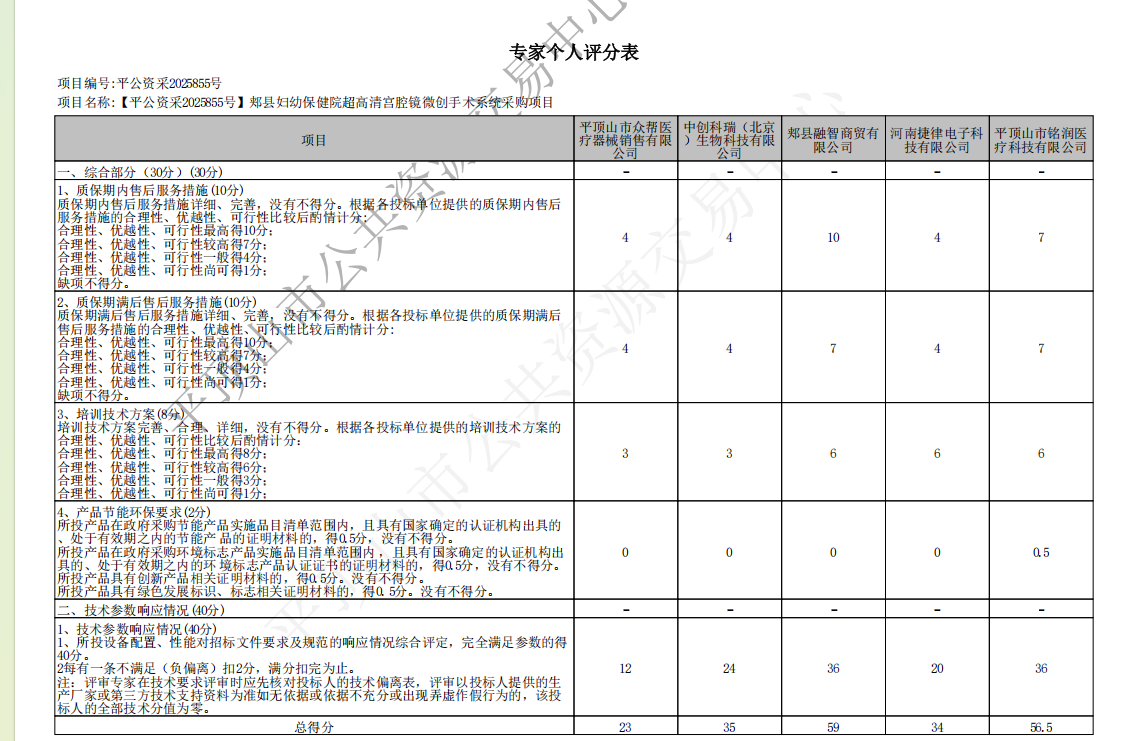 专家个人评分表
项目编号:平公资采2025855号
项目名称:【平公资采2025855号】郏县妇幼保健院超高清宫腔镜微创手术系统采购项目
项目
平顶山市众帮医
疗器械销售有限
公司
中创科瑞（北京
）生物科技有限
公司
郏县融智商贸有
限公司
河南捷律电子科
技有限公司
平顶山市铭润医
疗科技有限公司
一、综合部分（30分）(30分)
－ － － － －
1、质保期内售后服务措施(10分)
质保期内售后服务措施详细、完善，没有不得分。根据各投标单位提供的质保期内售后
服务措施的合理性、优越性、可行性比较后酌情计分:
合理性、优越性、可行性最高得10分;
合理性、优越性、可行性较高得7分;
合理性、优越性、可行性一般得4分;
合理性、优越性、可行性尚可得1分;
缺项不得分。
4 4 10 4 7
2、质保期满后售后服务措施(10分)
质保期满后售后服务措施详细、完善，没有不得分。根据各投标单位提供的质保期满后
售后服务措施的合理性、优越性、可行性比较后酌情计分:
合理性、优越性、可行性最高得10分;
合理性、优越性、可行性较高得7分;
合理性、优越性、可行性一般得4分;
合理性、优越性、可行性尚可得1分;
缺项不得分。
4 4 7 4 7
3、培训技术方案(8分)
培训技术方案完善、合理、详细，没有不得分。根据各投标单位提供的培训技术方案的
合理性、优越性、可行性比较后酌情计分:
合理性、优越性、可行性最高得8分;
合理性、优越性、可行性较高得6分;
合理性、优越性、可行性一般得3分;
合理性、优越性、可行性尚可得1分;
3 3 6 6 6
4、产品节能环保要求(2分)
所投产品在政府采购节能产品实施品目清单范围内，且具有国家确定的认证机构出具的
、处于有效期之内的节能产品的证明材料的，得0.5分，没有不得分。
所投产品在政府采购环境标志产品实施品目清单范围内，且具有国家确定的认证机构出
具的、处于有效期之内的环境标志产品认证证书的证明材料的，得0.5分，没有不得分。
所投产品具有创新产品相关证明材料的，得0.5分。没有不得分。
所投产品具有绿色发展标识、标志相关证明材料的，得0.5分。没有不得分。
0 0 0 0 0.5
二、技术参数响应情况(40分)
－ － － － －
1、技术参数响应情况(40分)
1、所投设备配置、性能对招标文件要求及规范的响应情况综合评定，完全满足参数的得
40分。
2每有一条不满足（负偏离）扣2分，满分扣完为止。
注：评审专家在技术要求评审时应先核对投标人的技术偏离表，评审以投标人提供的生
产厂家或第三方技术支持资料为准如无依据或依据不充分或出现弄虚作假行为的，该投
标人的全部技术分值为零。
12 24 36 20 36
总得分 23 35 59 34 56.5
平顶山市公共资源交易中心
平顶山市公共资源交易中心